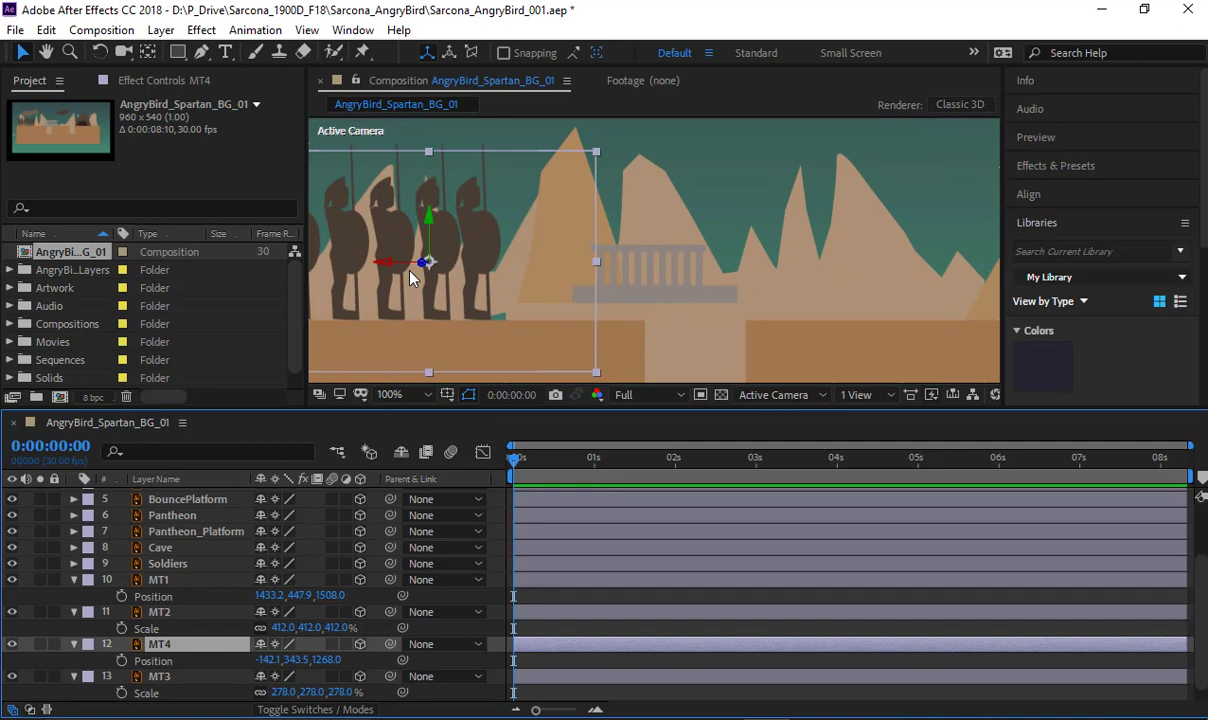 Ae Adobe After Effects CC 2018 - D:\P_Drive\Sarcona_1900D_F18\Sarcona_AngryBird\Sarcona_AngryBird_001.aep *
File Edit Composition Layer Effect Animation View Window Help
Snapping Default Standard Small Screen Search Help
Project Effect Controls MT4
AngryBird_Spartan_BG_01
960 x 540 (1.00)
Δ 0:00:08:10, 30.00 fps
Name Type Size Frame R...
AngryBi...G_01 Composition 30
AngryBi...Layers Folder
Artwork Folder
Audio Folder
Compositions Folder
Movies Folder
Sequences Folder
Solids Folder
8 bpc
Composition AngryBird_Spartan_BG_01 Footage (none)
AngryBird_Spartan_BG_01 Renderer: Classic 3D
Active Camera
100% 0:00:00:00 Full Active Camera 1 View
Info
Audio
Preview
Effects & Presets
Align
Libraries
Search Current Library
My Library
View by Type
Colors
AngryBird_Spartan_BG_01
0:00:00:00
00000 (30.00 fps)
# Layer Name fx Parent & Link
:00s 01s 02s 03s 04s 05s 06s 07s 08s
5 BouncePlatform None
6 Pantheon None
7 Pantheon_Platform None
8 Cave None
9 Soldiers None
10 MT1 None
Position 1433.2,447.9,1508.0
11 MT2 None
Scale 412.0,412.0,412.0%
12 MT4 None
Position -142.1,343.5,1268.0
13 MT3 None
Scale 278.0,278.0,278.0%
Toggle Switches / Modes